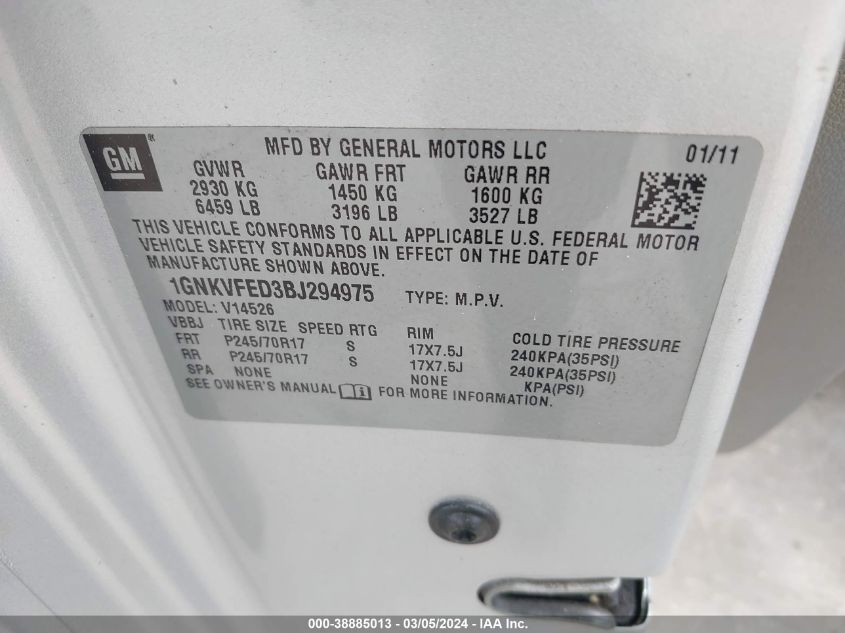 GM ®
MFD BY GENERAL MOTORS LLC 01/11
GVWR GAWR FRT GAWR RR
2930 KG 1450 KG 1600 KG
6459 LB 3196 LB 3527 LB
THIS VEHICLE CONFORMS TO ALL APPLICABLE U.S. FEDERAL MOTOR
VEHICLE SAFETY STANDARDS IN EFFECT ON THE DATE OF
MANUFACTURE SHOWN ABOVE.
1GNKVFED3BJ294975 TYPE: M.P.V.
MODEL: V14526
VBBJ TIRE SIZE SPEED RTG RIM COLD TIRE PRESSURE
FRT P245/70R17 S 17X7.5J 240KPA(35PSI)
RR P245/70R17 S 17X7.5J 240KPA(35PSI)
SPA NONE NONE KPA(PSI)
SEE OWNER'S MANUAL FOR MORE INFORMATION.
000-38885013 — 03/05/2024 — IAA Inc.